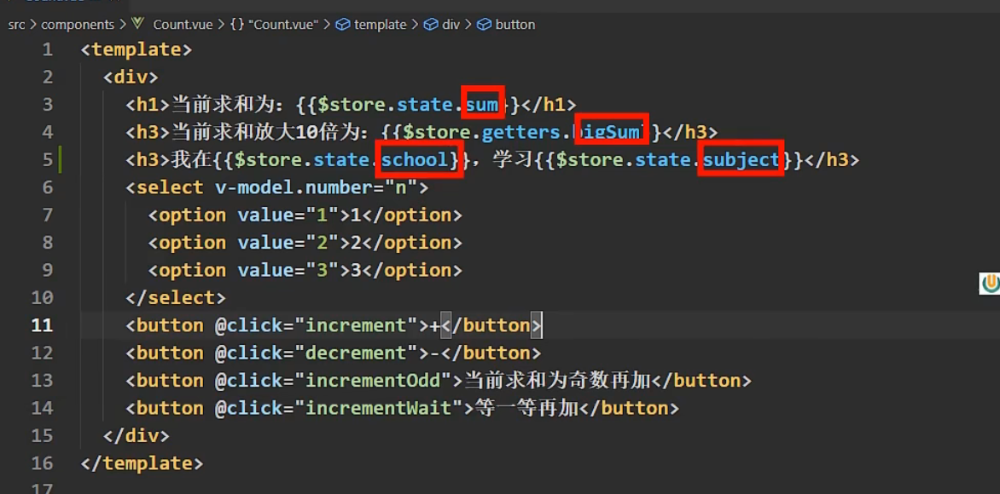 src > components > Count.vue > {} "Count.vue" > template > div > button
1 <template>
2 <div>
3 <h1>当前求和为：{{$store.state.sum}}</h1>
4 <h3>当前求和放大10倍为：{{$store.getters.bigSum}}</h3>
5 <h3>我在{{$store.state.school}}，学习{{$store.state.subject}}</h3>
6 <select v-model.number="n">
7 <option value="1">1</option>
8 <option value="2">2</option>
9 <option value="3">3</option>
10 </select>
11 <button @click="increment">+</button>
12 <button @click="decrement">-</button>
13 <button @click="incrementOdd">当前求和为奇数再加</button>
14 <button @click="incrementWait">等一等再加</button>
15 </div>
16 </template>
17